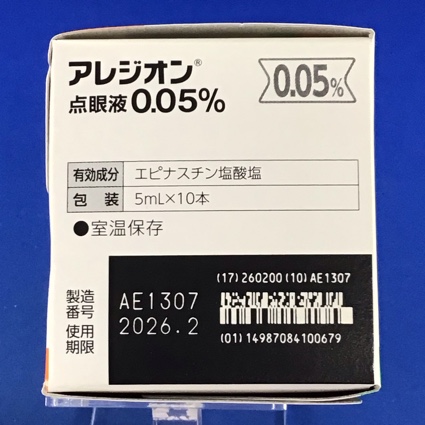 アレジオン®
点眼液0.05%
0.05%
有効成分 エピナスチン塩酸塩
包装 5mL×10本
●室温保存
(17)260200(10)AE1307
製造番号 AE1307
使用期限 2026.2
(01)14987084100679